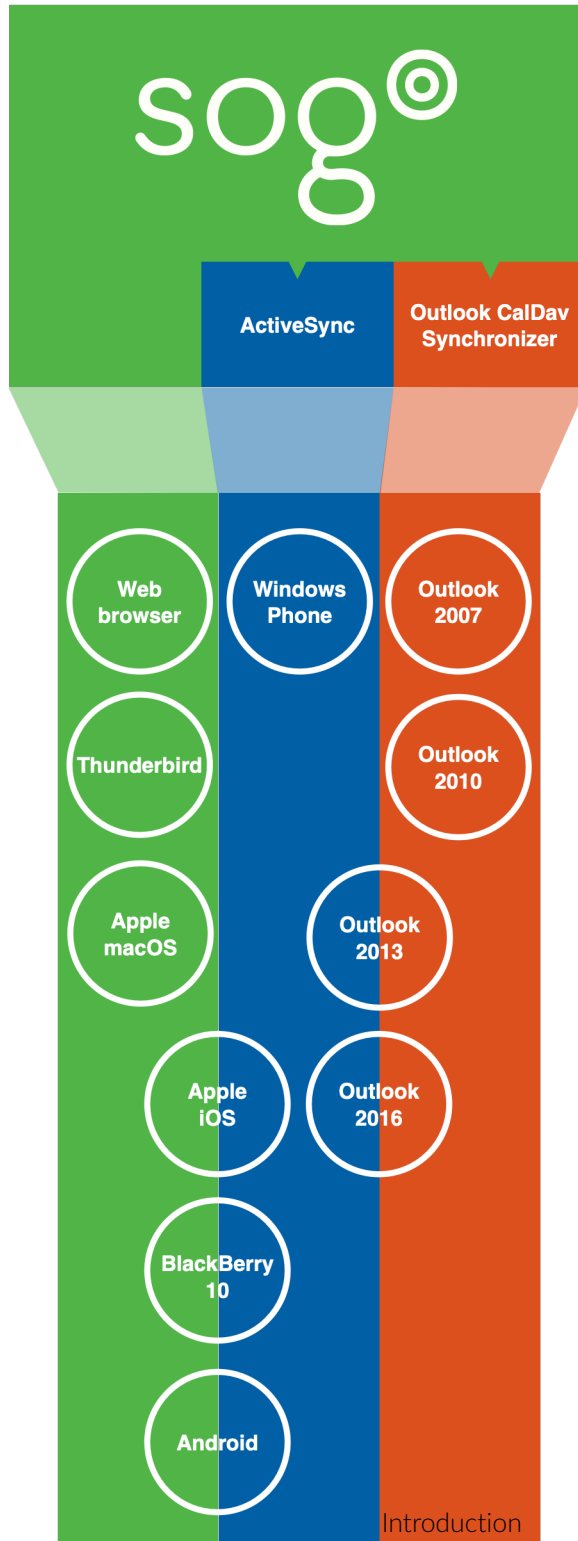 sogo
ActiveSync
Outlook CalDav
Synchronizer
Web
browser
Windows
Phone
Outlook
2007
Thunderbird
Outlook
2010
Apple
macOS
Outlook
2013
Apple
iOS
Outlook
2016
BlackBerry
10
Android
Introduction